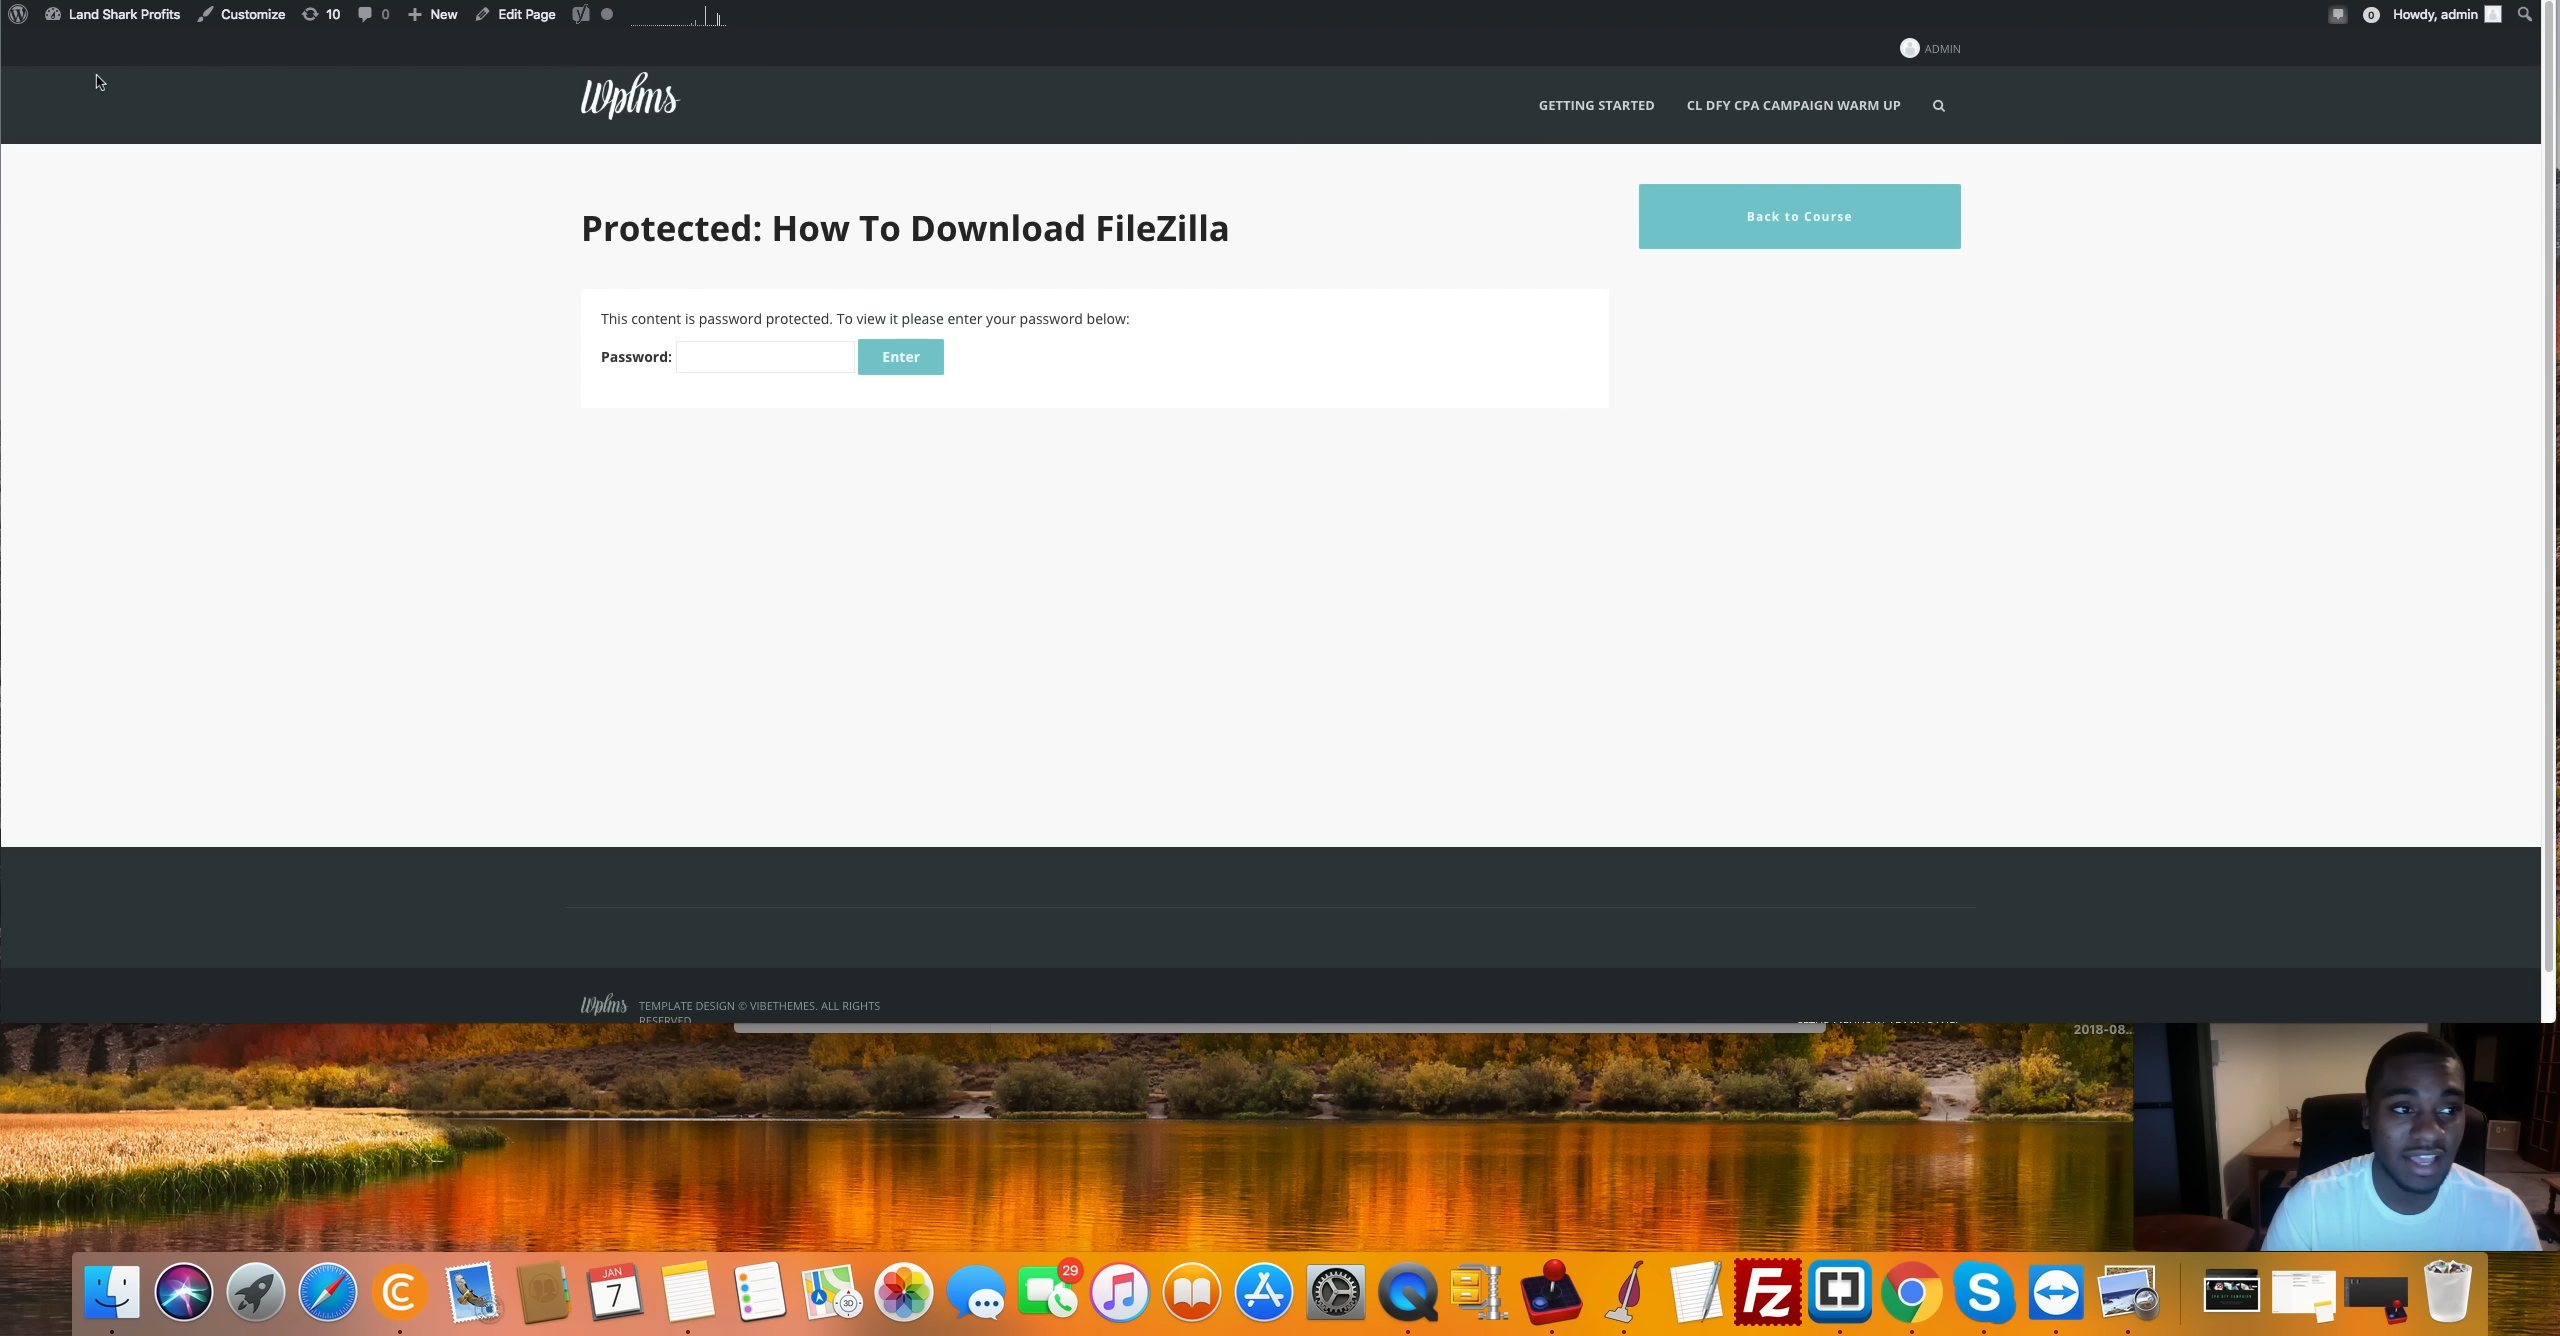 Land Shark Profits Customize 10 0 New Edit Page 0 Howdy, admin
ADMIN
Wplms
GETTING STARTED CL DFY CPA CAMPAIGN WARM UP
Protected: How To Download FileZilla
Back to Course
This content is password protected. To view it please enter your password below:
Password: Enter
Wplms TEMPLATE DESIGN © VIBETHEMES. ALL RIGHTS
RESERVED
2018-08..
JAN
7
3D
29
Fz